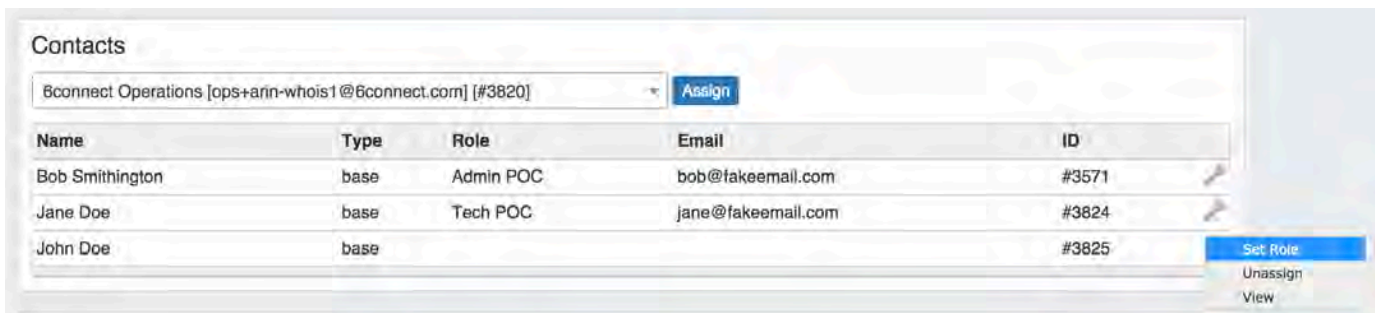 Contacts
6connect Operations [ops+arin-whois1@6connect.com] [#3820] Assign
Name Type Role Email ID
Bob Smithington base Admin POC bob@fakeemail.com #3571
Jane Doe base Tech POC jane@fakeemail.com #3824
John Doe base #3825 Set Role
Unassign
View